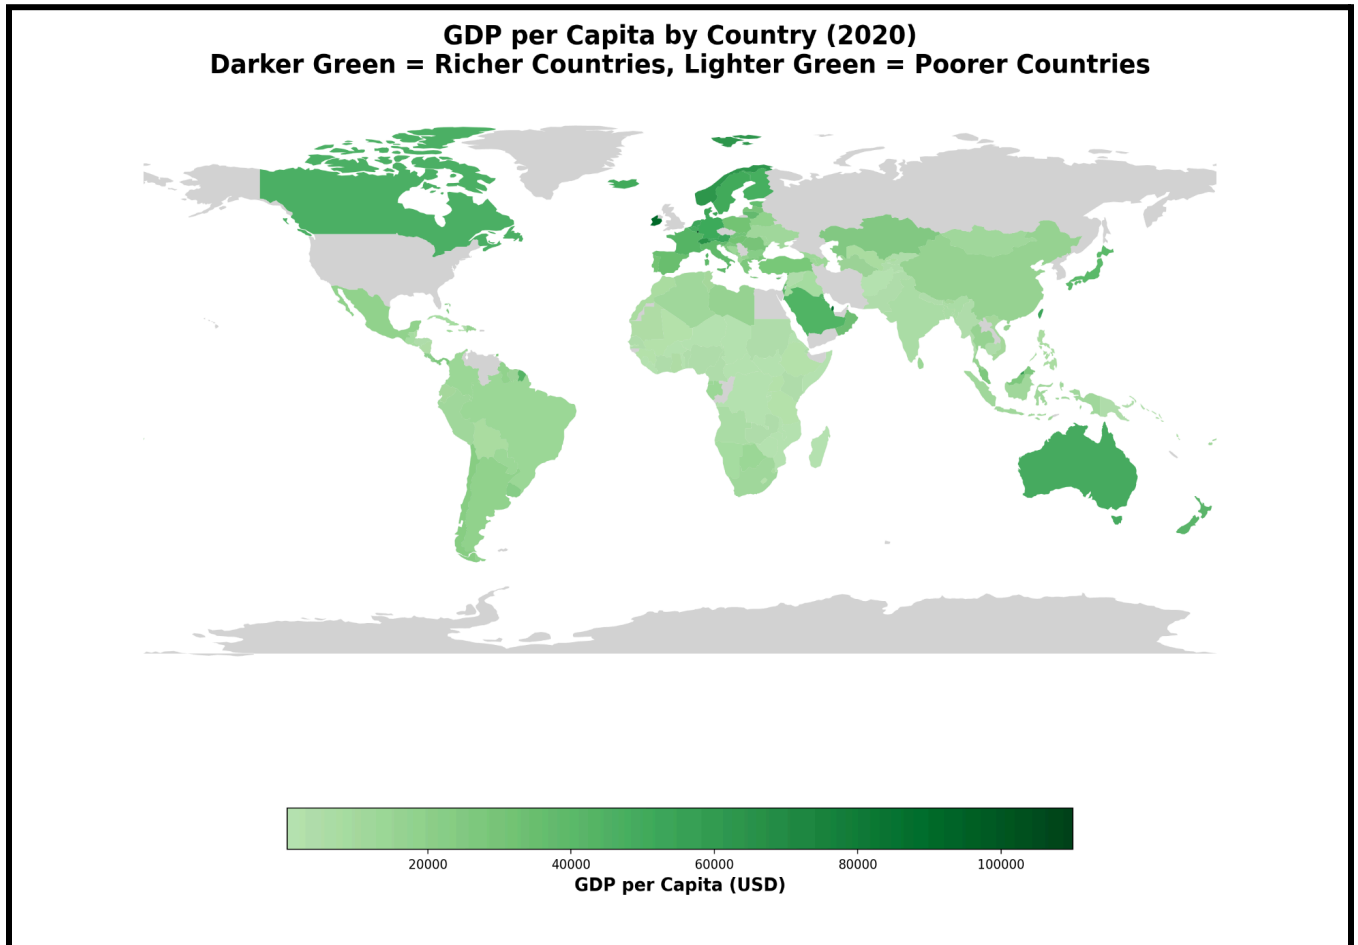 GDP per Capita by Country (2020)
Darker Green = Richer Countries, Lighter Green = Poorer Countries
20000 40000 60000 80000 100000
GDP per Capita (USD)